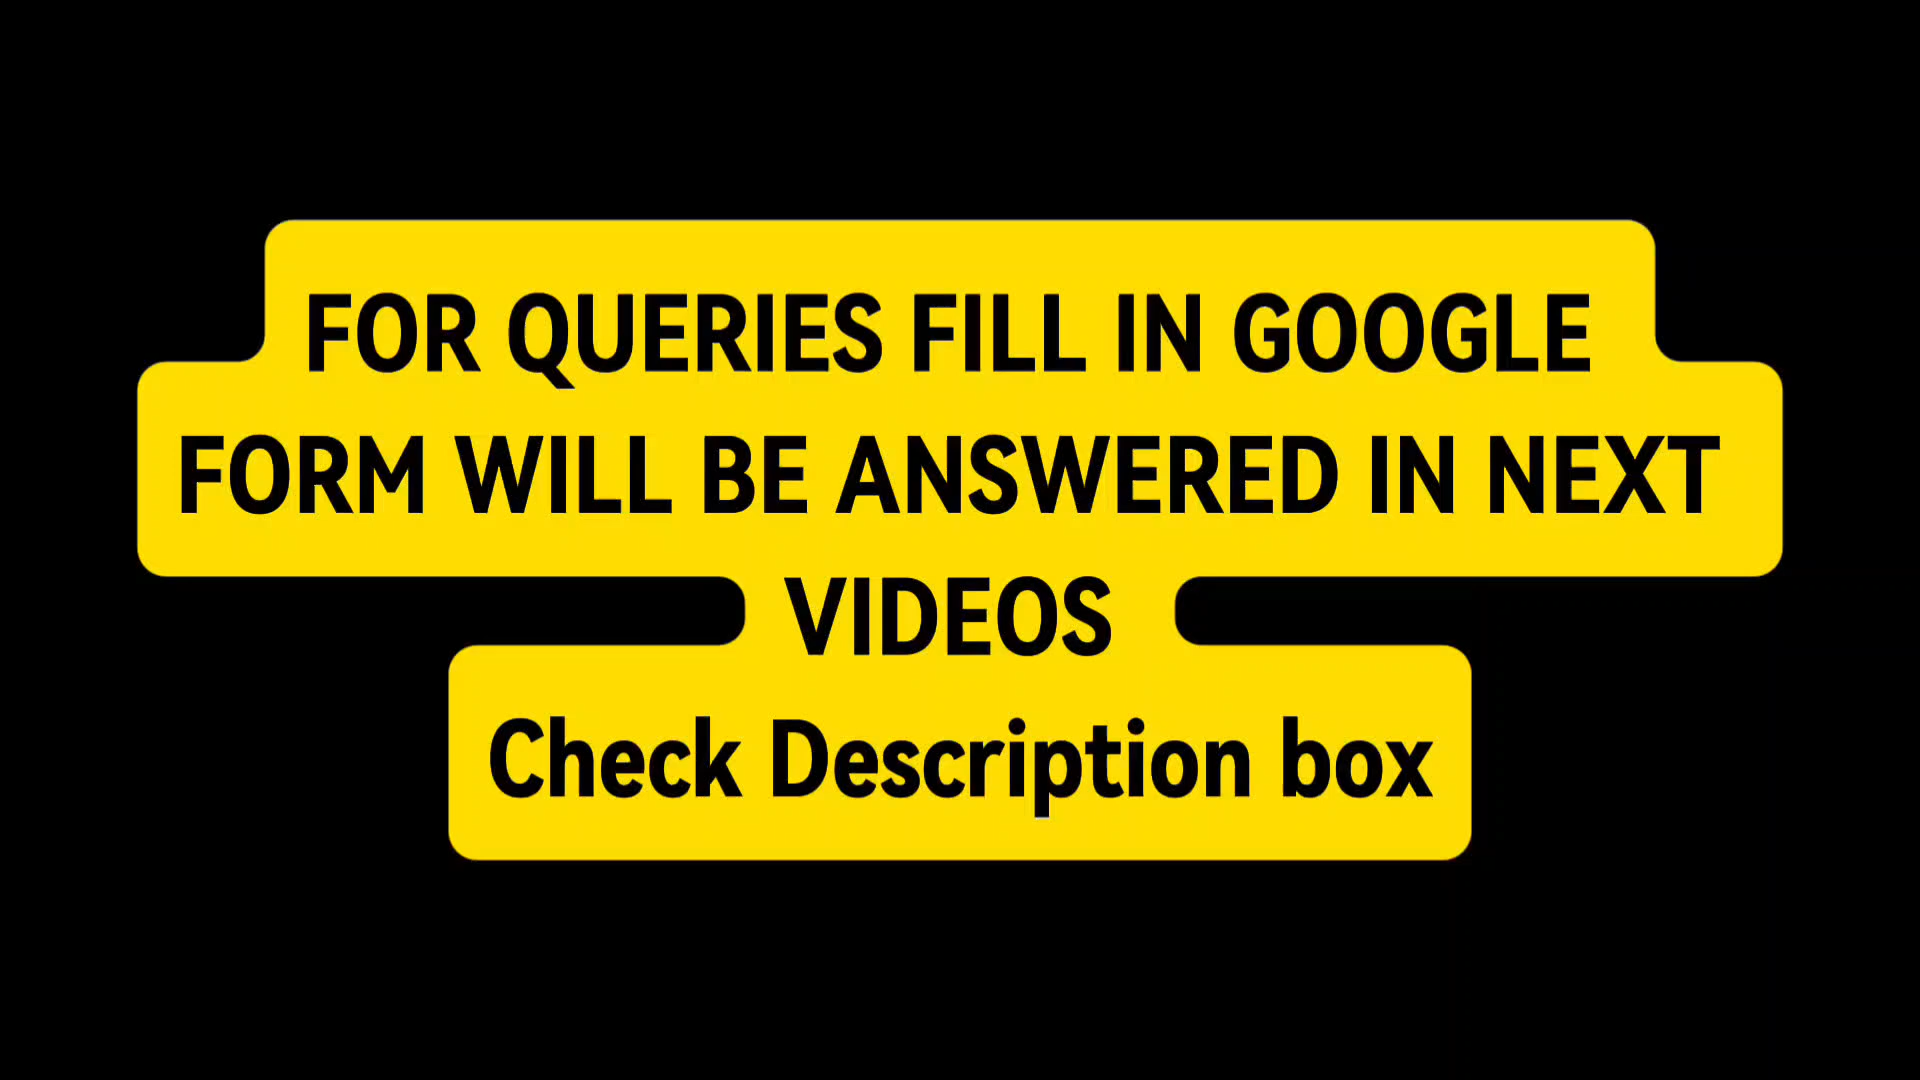 FOR QUERIES FILL IN GOOGLE
FORM WILL BE ANSWERED IN NEXT
VIDEOS
Check Description box